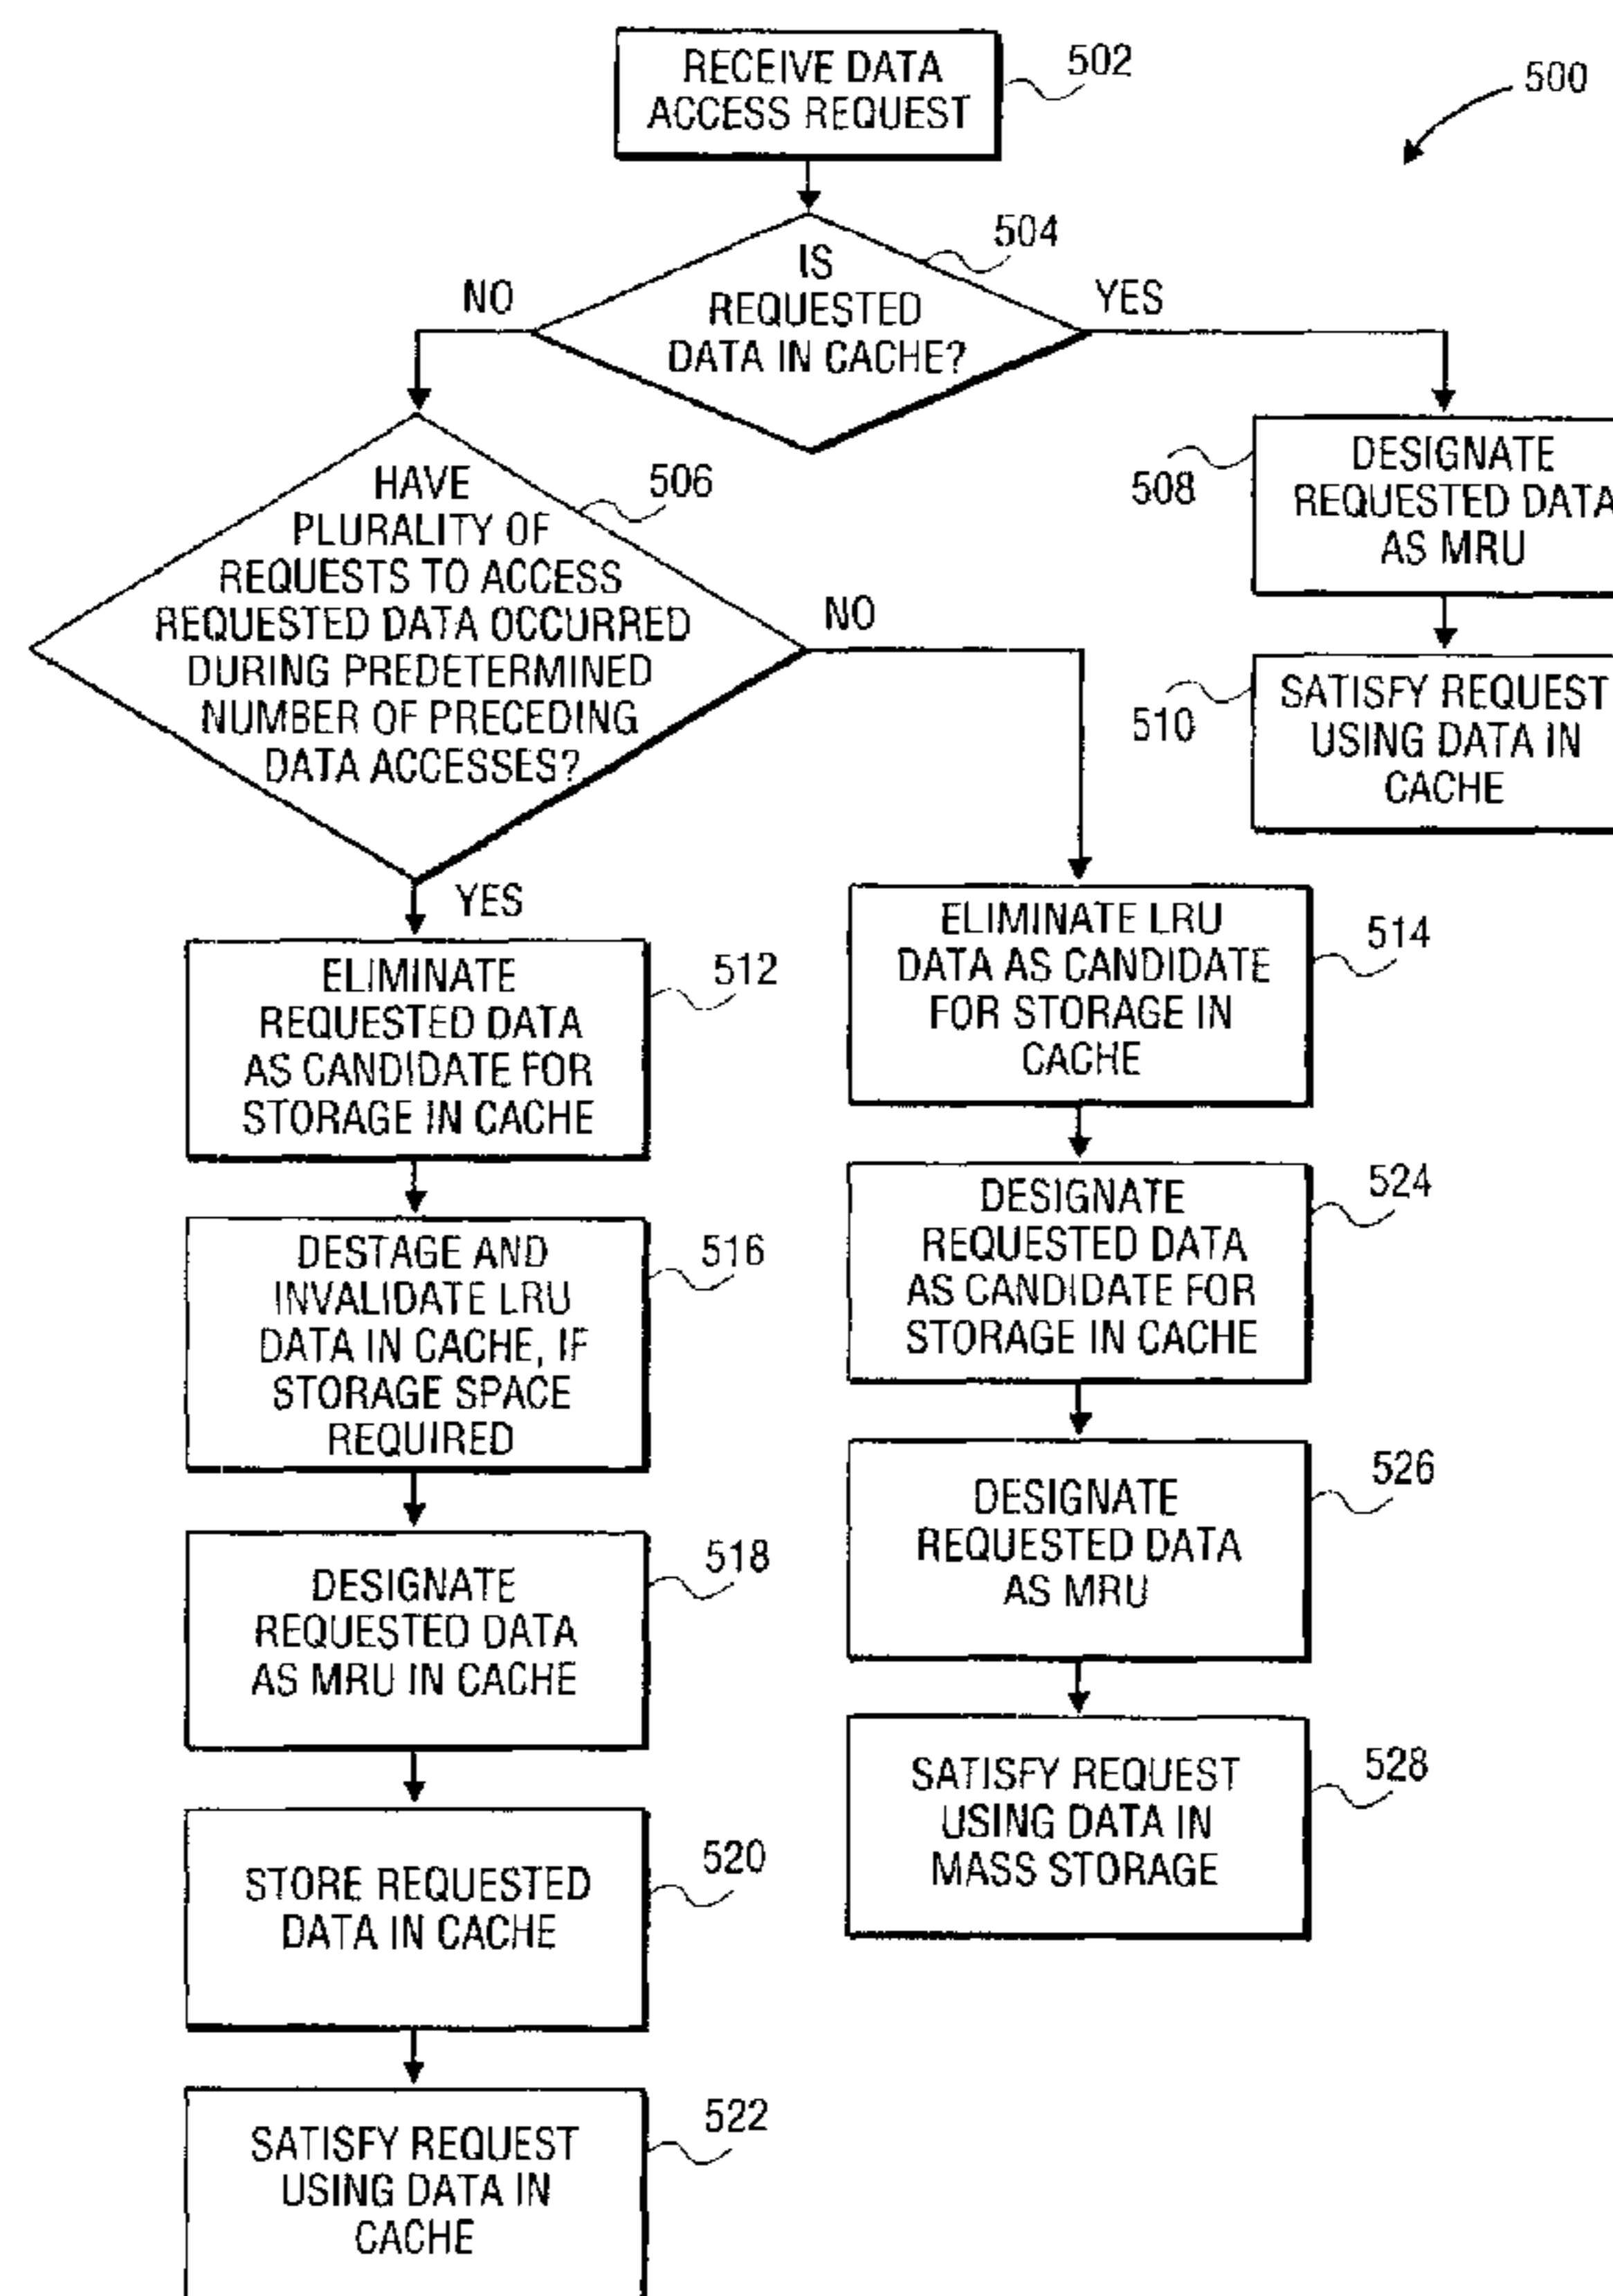 RECEIVE DATA
ACCESS REQUEST
502
500
504
IS
REQUESTED
DATA IN CACHE?
NO
YES
HAVE
PLURALITY OF
REQUESTS TO ACCESS
REQUESTED DATA OCCURRED
DURING PREDETERMINED
NUMBER OF PRECEDING
DATA ACCESSES?
506
NO
YES
508
DESIGNATE
REQUESTED DATA
AS MRU
510
SATISFY REQUEST
USING DATA IN
CACHE
ELIMINATE
REQUESTED DATA
AS CANDIDATE FOR
STORAGE IN CACHE
512
ELIMINATE LRU
DATA AS CANDIDATE
FOR STORAGE IN
CACHE
514
DESTAGE AND
INVALIDATE LRU
DATA IN CACHE, IF
STORAGE SPACE
REQUIRED
516
DESIGNATE
REQUESTED DATA
AS CANDIDATE FOR
STORAGE IN CACHE
524
DESIGNATE
REQUESTED DATA
AS MRU IN CACHE
518
DESIGNATE
REQUESTED DATA
AS MRU
526
STORE REQUESTED
DATA IN CACHE
520
SATISFY REQUEST
USING DATA IN
MASS STORAGE
528
SATISFY REQUEST
USING DATA IN
CACHE
522